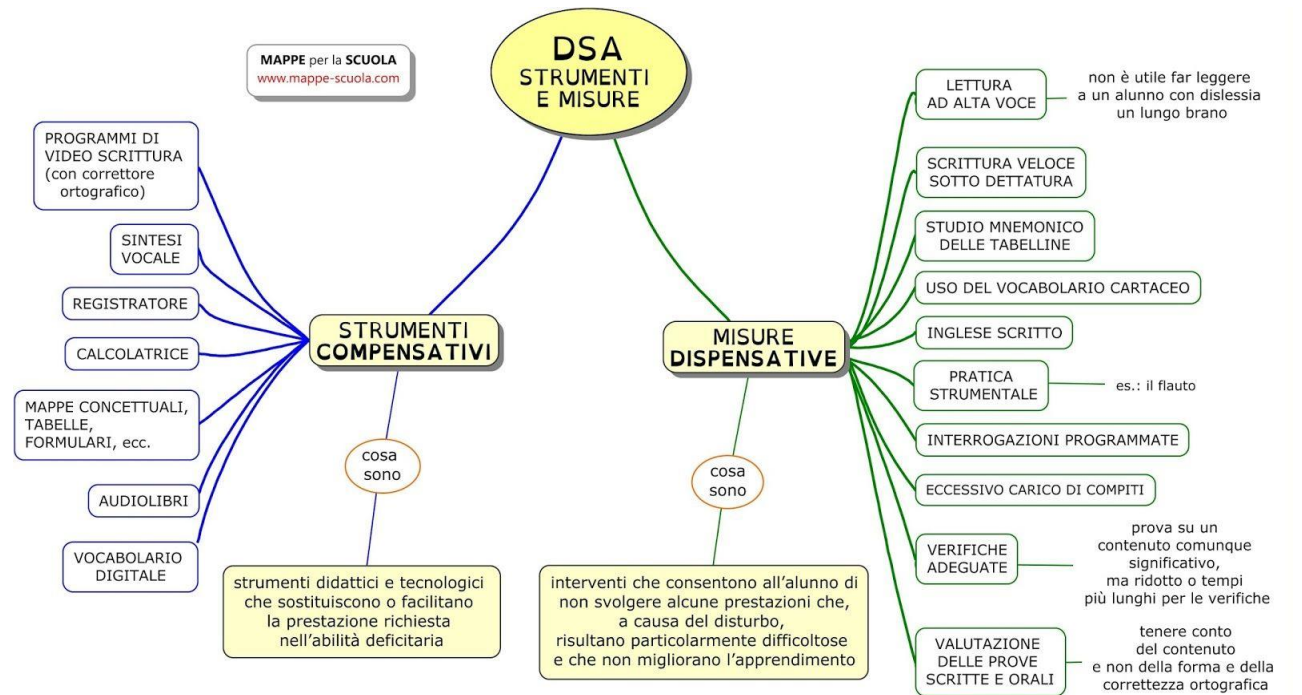 DSA
STRUMENTI
E MISURE
MAPPE per la SCUOLA
www.mappe-scuola.com
PROGRAMMI DI
VIDEO SCRITTURA
(con correttore
ortografico)
SINTESI
VOCALE
REGISTRATORE
CALCOLATRICE
MAPPE CONCETTUALI,
TABELLE,
FORMULARI, ecc.
AUDIOLIBRI
VOCABOLARIO
DIGITALE
STRUMENTI
COMPENSATIVI
cosa
sono
strumenti didattici e tecnologici
che sostituiscono o facilitano
la prestazione richiesta
nell'abilità deficitaria
MISURE
DISPENSATIVE
cosa
sono
interventi che consentono all'alunno di
non svolgere alcune prestazioni che,
a causa del disturbo,
risultano particolarmente difficoltose
e che non migliorano l'apprendimento
LETTURA
AD ALTA VOCE
non è utile far leggere
a un alunno con dislessia
un lungo brano
SCRITTURA VELOCE
SOTTO DETTATURA
STUDIO MNEMONICO
DELLE TABELLINE
USO DEL VOCABOLARIO CARTACEO
INGLESE SCRITTO
PRATICA
STRUMENTALE
es.: il flauto
INTERROGAZIONI PROGRAMMATE
ECCESSIVO CARICO DI COMPITI
VERIFICHE
ADEGUATE
prova su un
contenuto comunque
significativo,
ma ridotto o tempi
più lunghi per le verifiche
VALUTAZIONE
DELLE PROVE
SCRITTE E ORALI
tenere conto
del contenuto
e non della forma e della
correttezza ortografica